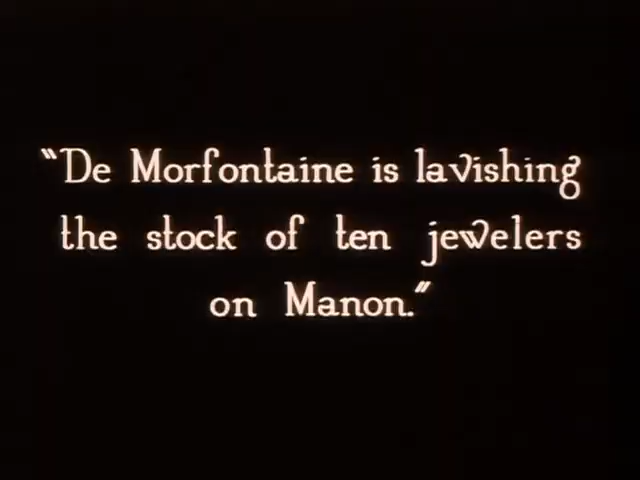 “De Morfontaine is lavishing
the stock of ten jewelers
on Manon.”